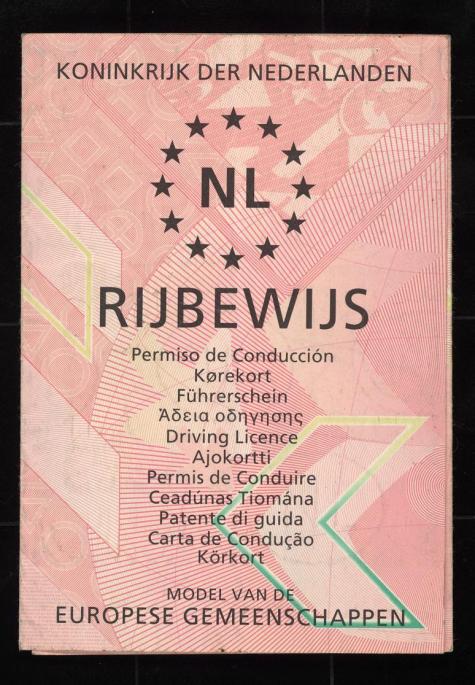 KONINKRIJK DER NEDERLANDEN
NL
RIJBEWIJS
Permiso de Conducción
Kørekort
Führerschein
Άδεια οδηγησης
Driving Licence
Ajokortti
Permis de Conduire
Ceadúnas Tiomána
Patente di guida
Carta de Condução
Körkort
MODEL VAN DE
EUROPESE GEMEENSCHAPPEN